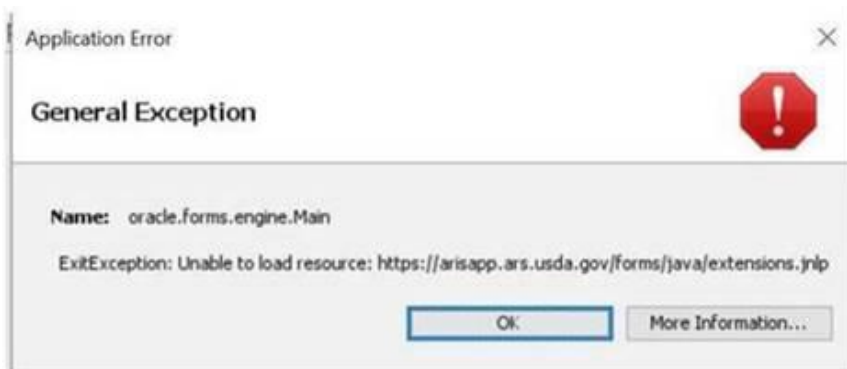 Application Error
General Exception
Name: oracle.forms.engine.Main
ExitException: Unable to load resource: https://arisapp.ars.usda.gov/forms/java/extensions.jnlp
OK
More Information...